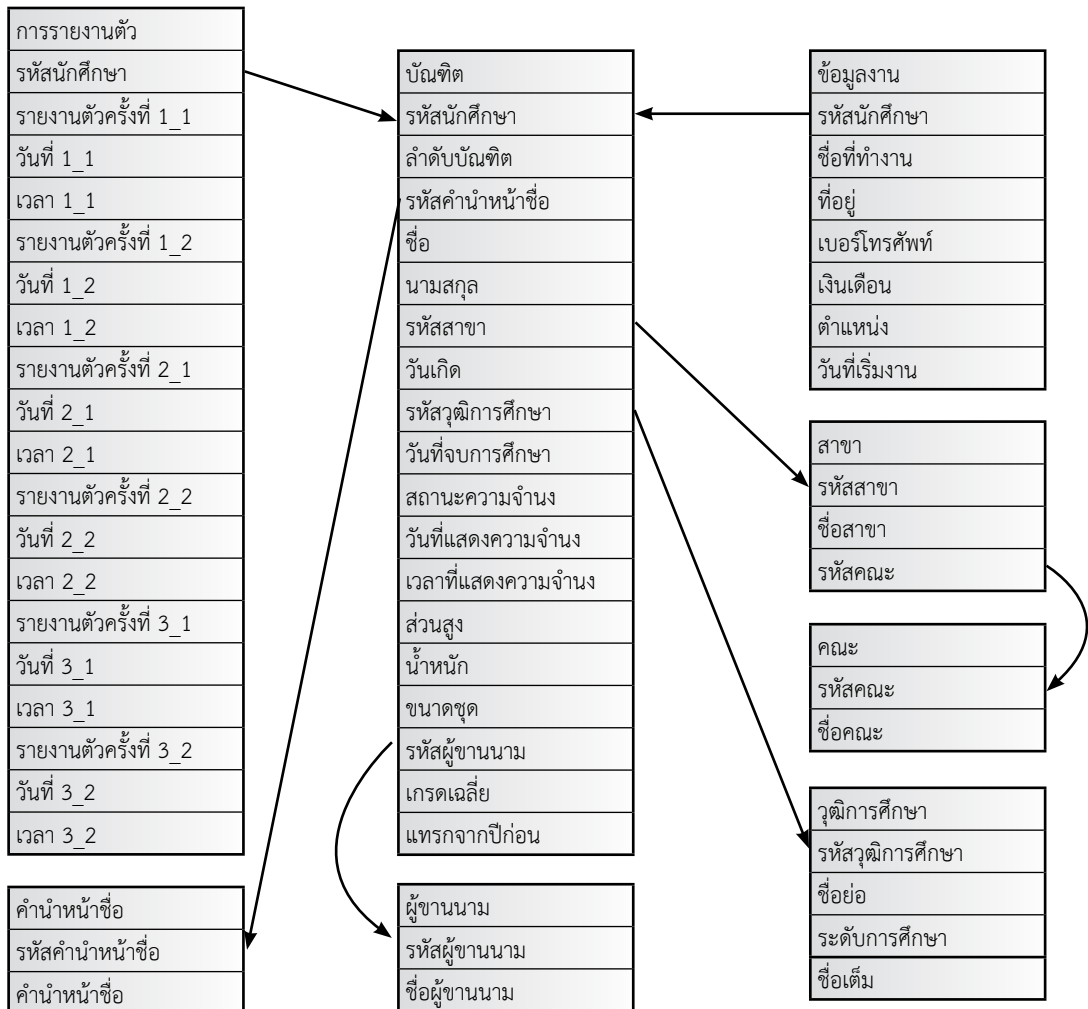 การรายงานตัว
รหัสนักศึกษา
รายงานตัวครั้งที่ 1_1
วันที่ 1_1
เวลา 1_1
รายงานตัวครั้งที่ 1_2
วันที่ 1_2
เวลา 1_2
รายงานตัวครั้งที่ 2_1
วันที่ 2_1
เวลา 2_1
รายงานตัวครั้งที่ 2_2
วันที่ 2_2
เวลา 2_2
รายงานตัวครั้งที่ 3_1
วันที่ 3_1
เวลา 3_1
รายงานตัวครั้งที่ 3_2
วันที่ 3_2
เวลา 3_2
คำนำหน้าชื่อ
รหัสคำนำหน้าชื่อ
คำนำหน้าชื่อ
บัณฑิต
รหัสนักศึกษา
ลำดับบัณฑิต
รหัสคำนำหน้าชื่อ
ชื่อ
นามสกุล
รหัสสาขา
วันเกิด
รหัสวุฒิการศึกษา
วันที่จบการศึกษา
สถานะความจำนง
วันที่แสดงความจำนง
เวลาที่แสดงความจำนง
ส่วนสูง
น้ำหนัก
ขนาดชุด
รหัสผู้ขานนาม
เกรดเฉลี่ย
แทรกจากปีก่อน
ผู้ขานนาม
รหัสผู้ขานนาม
ชื่อผู้ขานนาม
ข้อมูลงาน
รหัสนักศึกษา
ชื่อที่ทำงาน
ที่อยู่
เบอร์โทรศัพท์
เงินเดือน
ตำแหน่ง
วันที่เริ่มงาน
สาขา
รหัสสาขา
ชื่อสาขา
รหัสคณะ
คณะ
รหัสคณะ
ชื่อคณะ
วุฒิการศึกษา
รหัสวุฒิการศึกษา
ชื่อย่อ
ระดับการศึกษา
ชื่อเต็ม